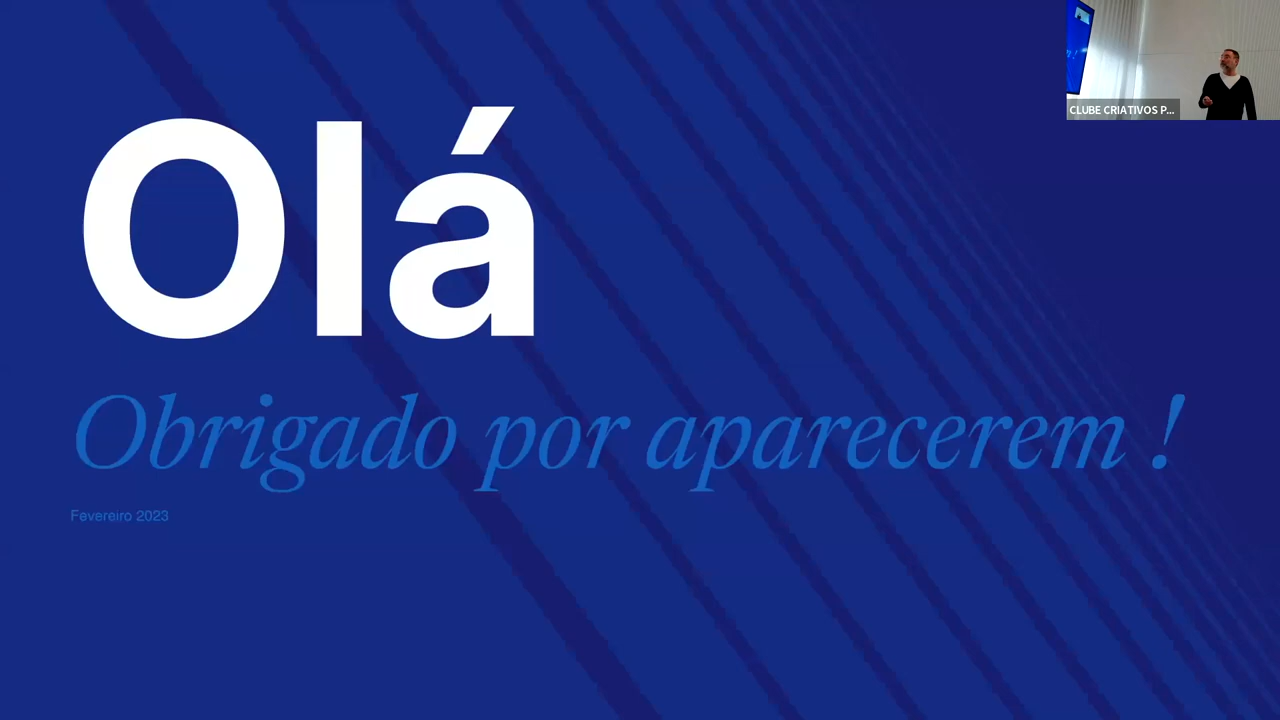 CLUBE CRIATIVOS P...
Olá
Obrigado por aparecerem !
Fevereiro 2023